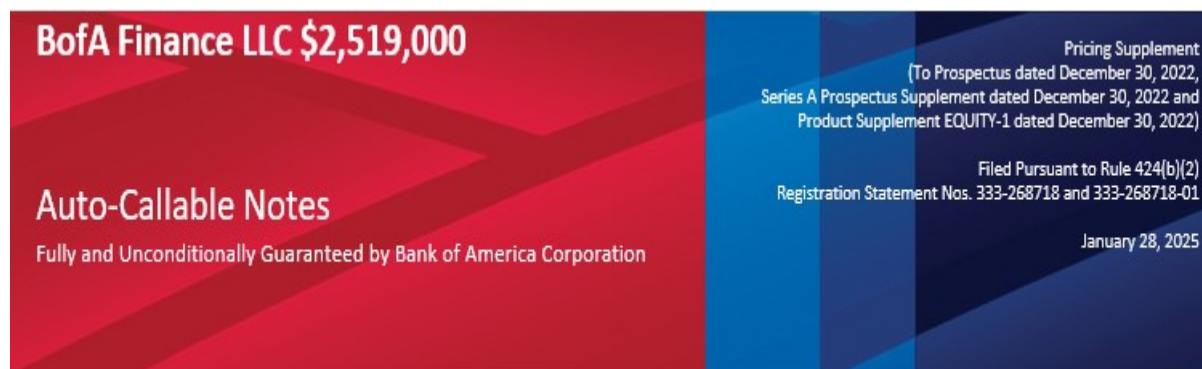 BofA Finance LLC $2,519,000
Auto-Callable Notes
Fully and Unconditionally Guaranteed by Bank of America Corporation
Pricing Supplement
(To Prospectus dated December 30, 2022,
Series A Prospectus Supplement dated December 30, 2022 and
Product Supplement EQUITY-1 dated December 30, 2022)
Filed Pursuant to Rule 424(b)(2)
Registration Statement Nos. 333-268718 and 333-268718-01
January 28, 2025